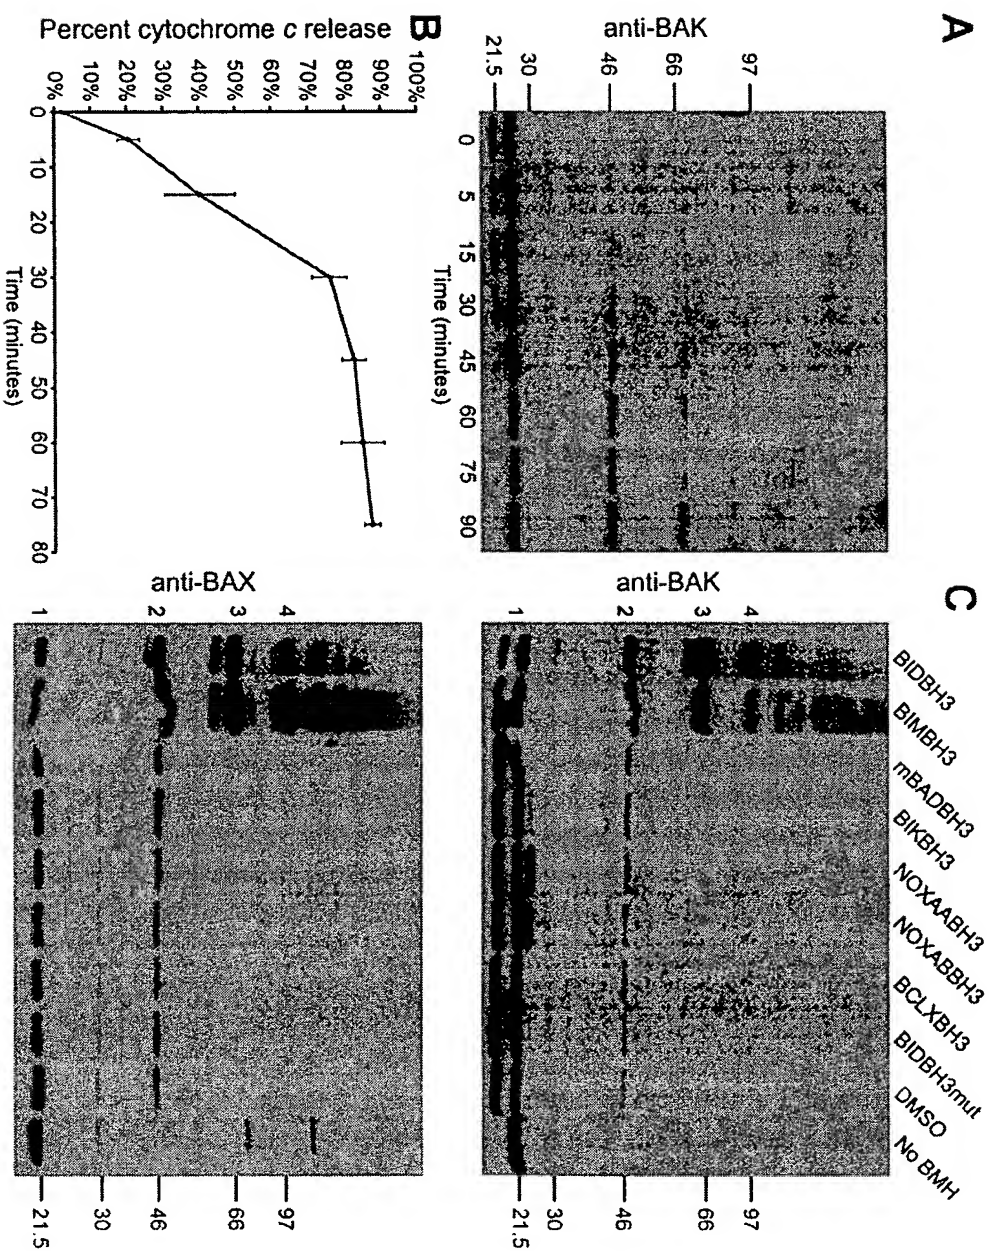 A
anti-BAK
97
66
46
30
21.5
0 5 15 30 45 60 75 90
Time (minutes)
B
Percent cytochrome c release
100%
90%
80%
70%
60%
50%
40%
30%
20%
10%
0%
0 10 20 30 40 50 60 70 80
Time (minutes)
C
BIDBH3
BIMBH3
mBADBH3
BIKBH3
NOXAABH3
NOXABBH3
BCLXBH3
BIDBH3mut
DMSO
No BMH
anti-BAK
4
3
2
1
97
66
46
30
21.5
anti-BAX
4
3
2
1
97
66
46
30
21.5